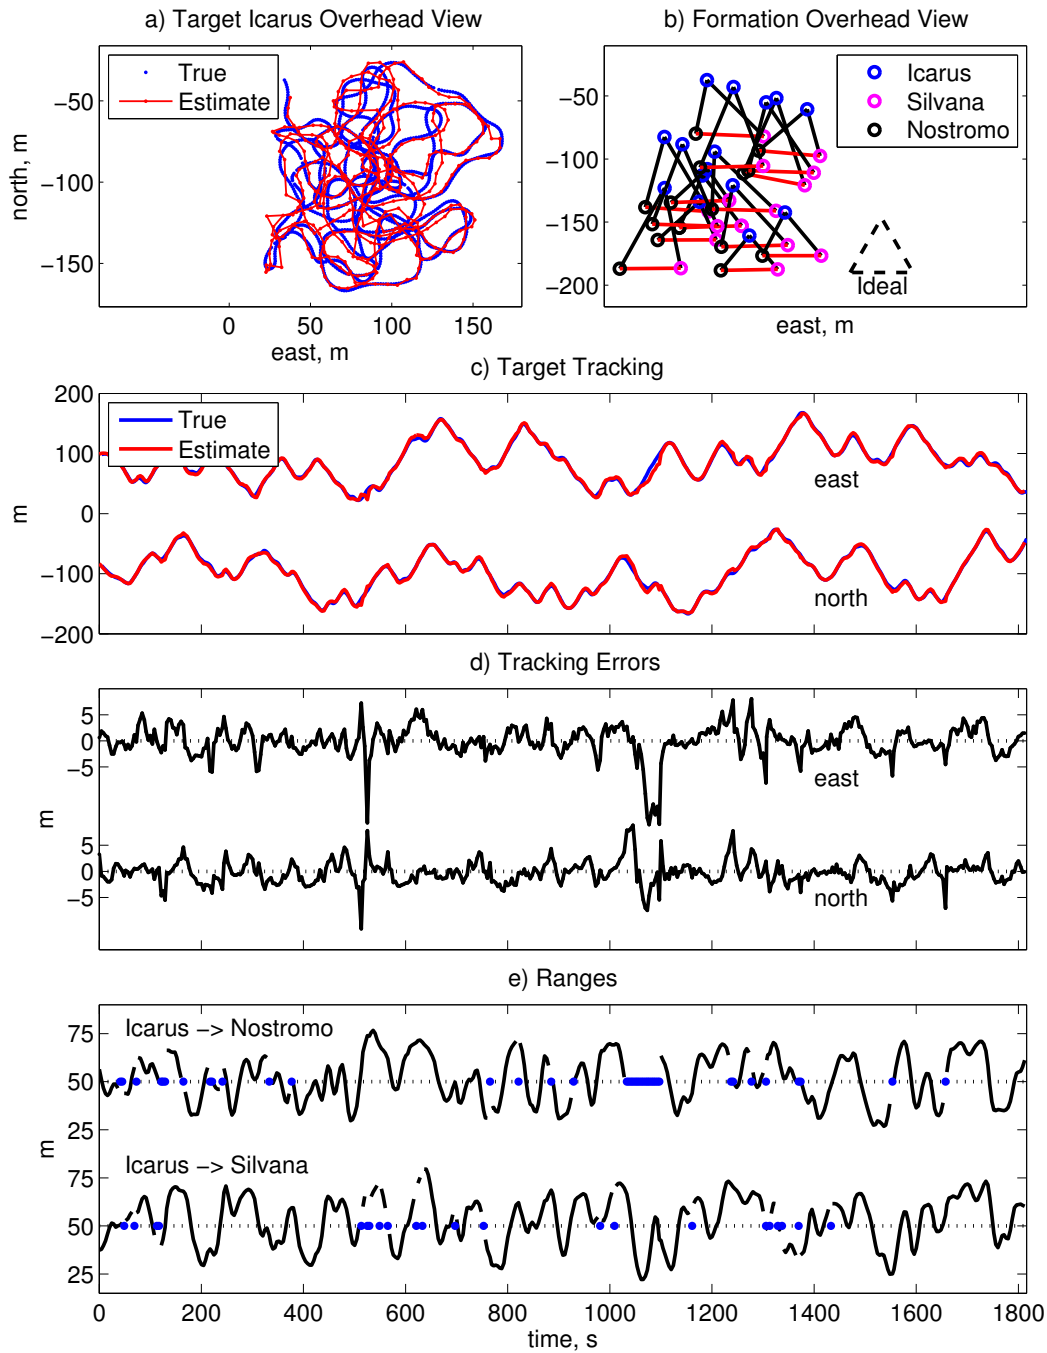 a) Target Icarus Overhead View
True
Estimate
−50
−100
−150
north, m
0 50 100 150
east, m
b) Formation Overhead View
Icarus
Silvana
Nostromo
−50
−100
−150
−200
Ideal
east, m
c) Target Tracking
True
Estimate
200
100
0
−100
−200
m
east
north
d) Tracking Errors
5
0
−5
5
0
−5
m
east
north
e) Ranges
Icarus −> Nostromo
75
50
25
Icarus −> Silvana
75
50
25
m
0 200 400 600 800 1000 1200 1400 1600 1800
time, s